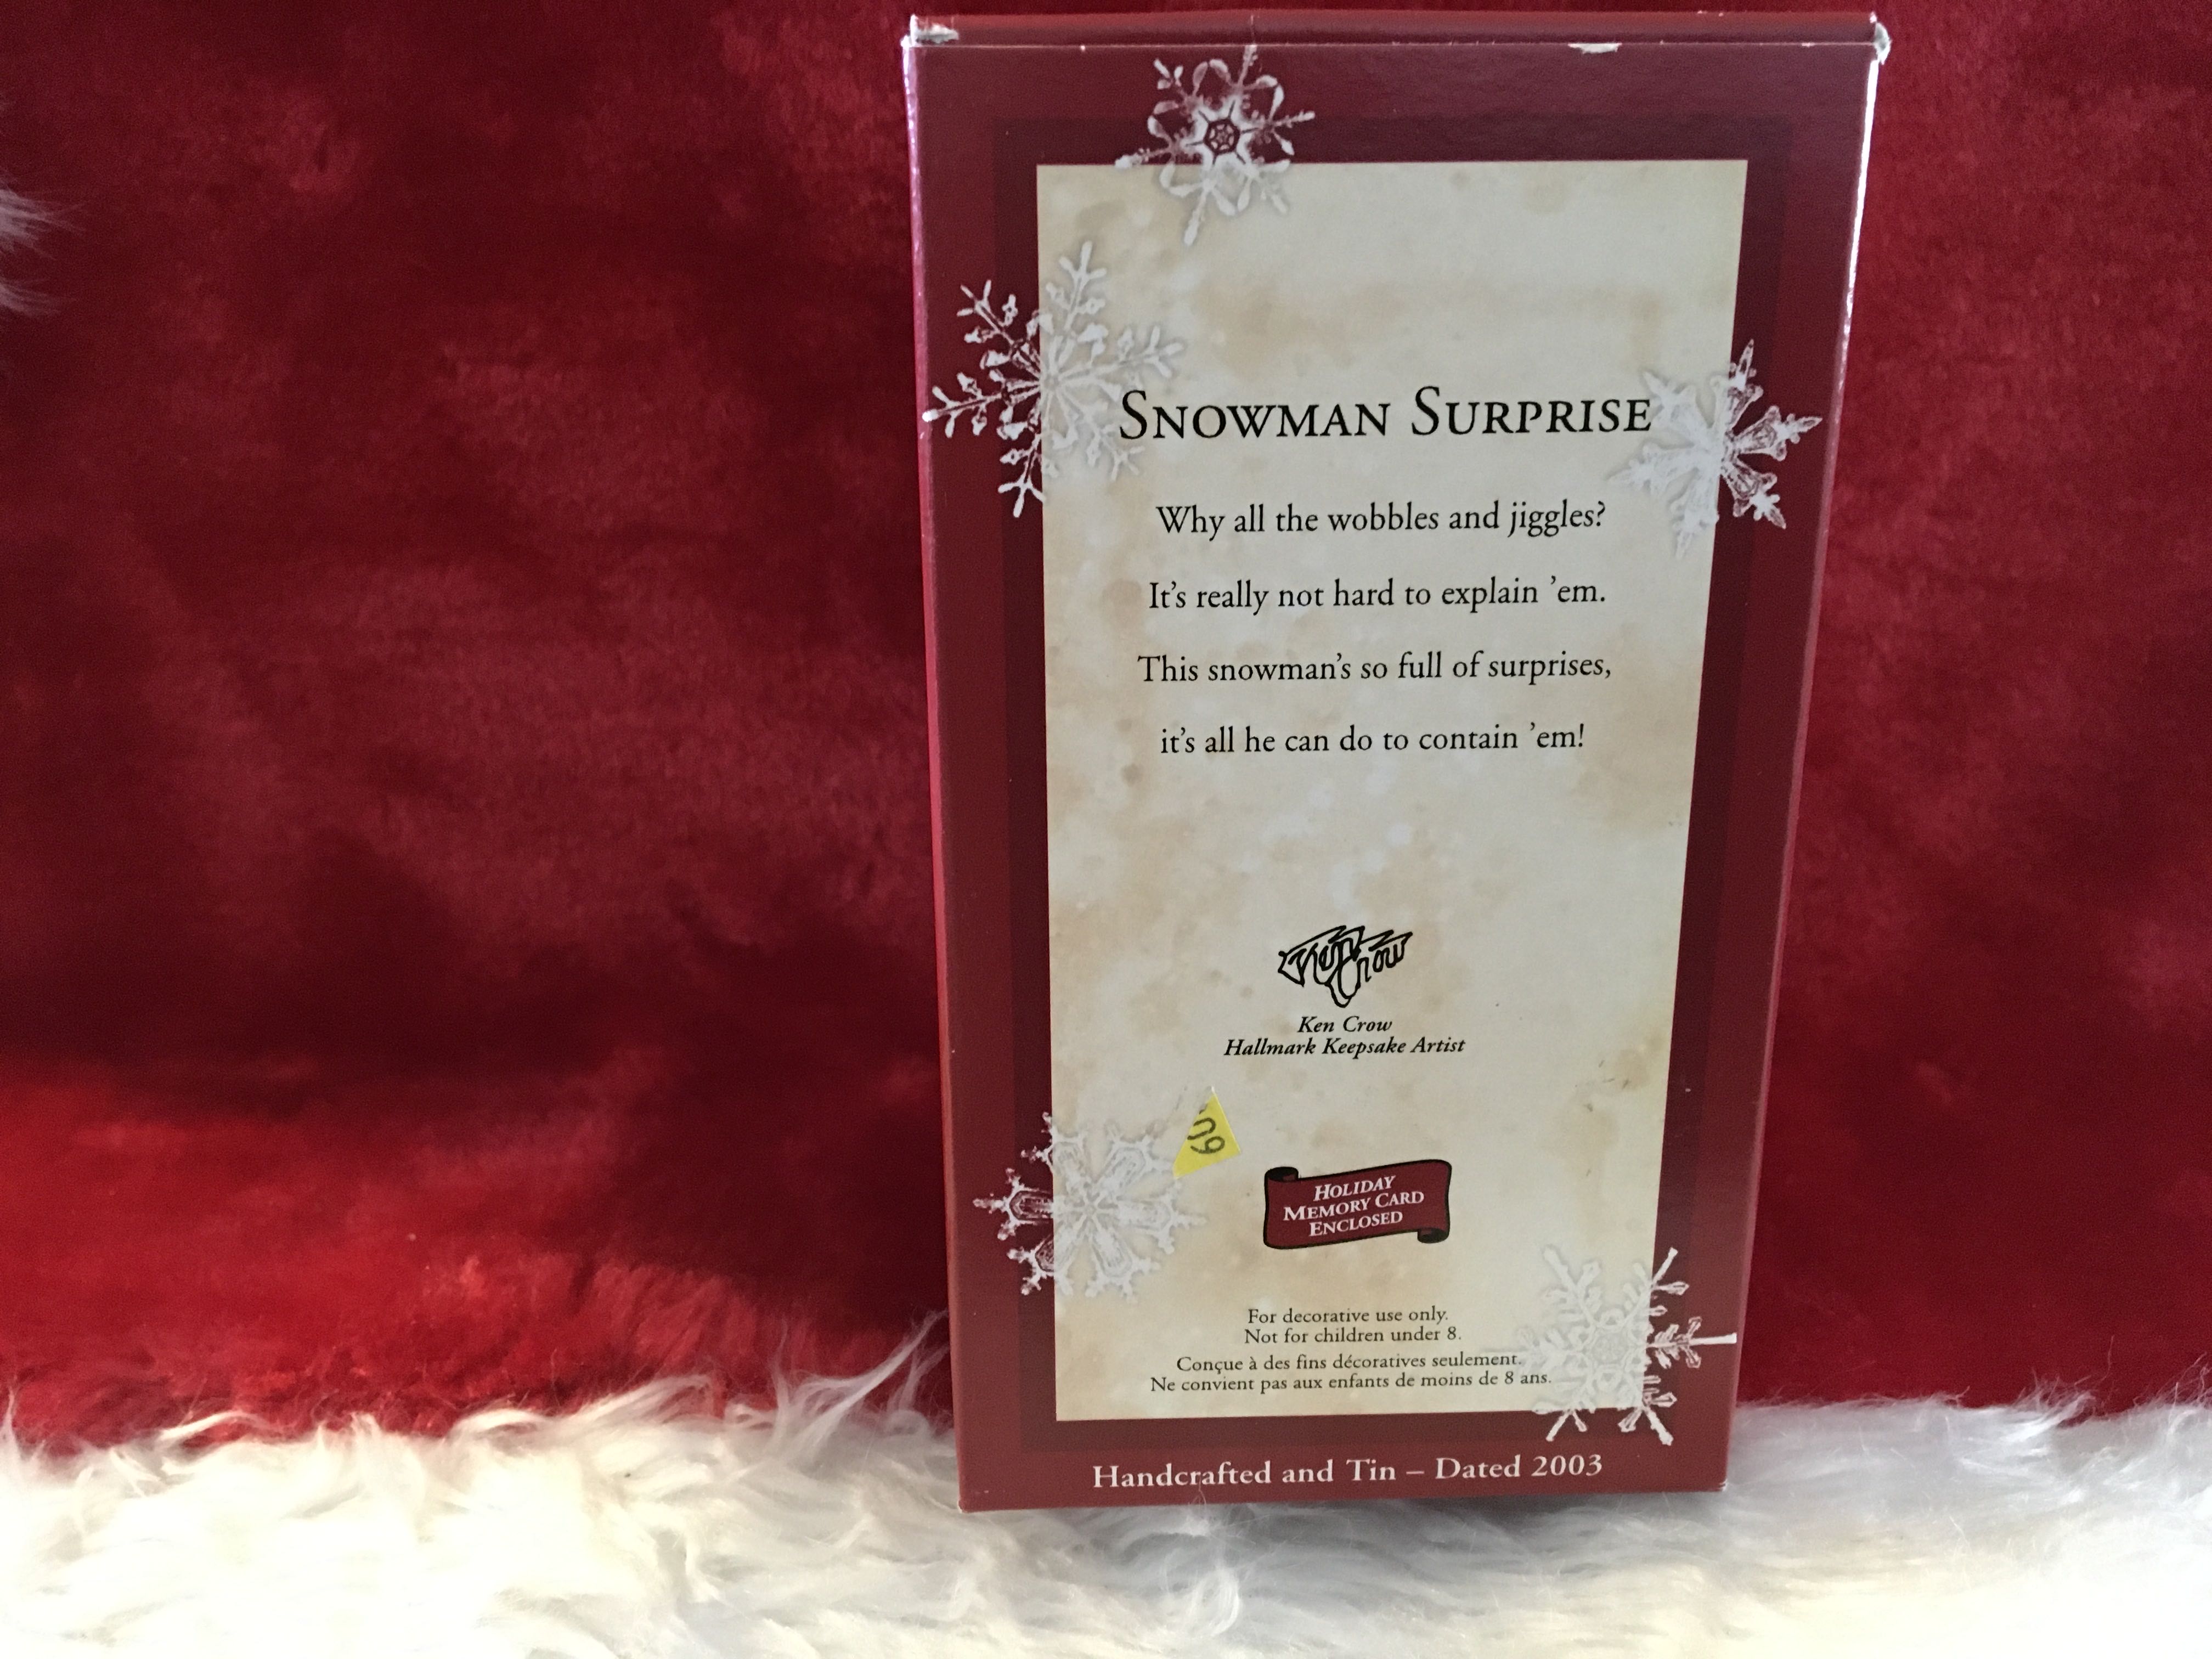 SNOWMAN SURPRISE
Why all the wobbles and jiggles?
It's really not hard to explain 'em.
This snowman's so full of surprises,
it's all he can do to contain 'em!
Ken Crow
Ken Crow
Hallmark Keepsake Artist
HOLIDAY
MEMORY CARD
ENCLOSED
For decorative use only.
Not for children under 8.
Conçue à des fins décoratives seulement.
Ne convient pas aux enfants de moins de 8 ans.
Handcrafted and Tin – Dated 2003